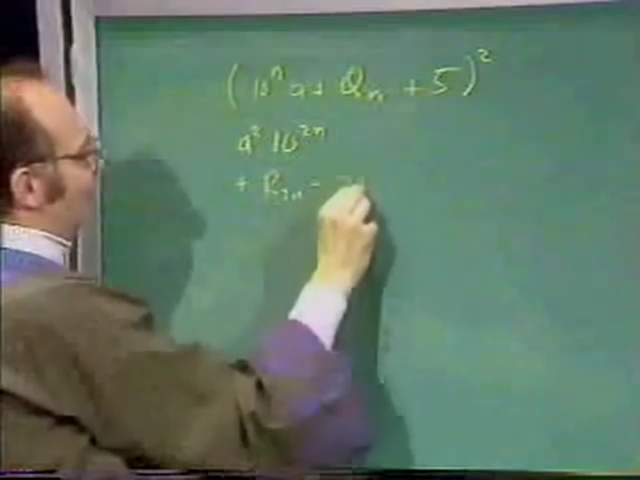 (10ⁿa + Qₙ + 5)²
a² 10²ⁿ
+ R₂ₙ -